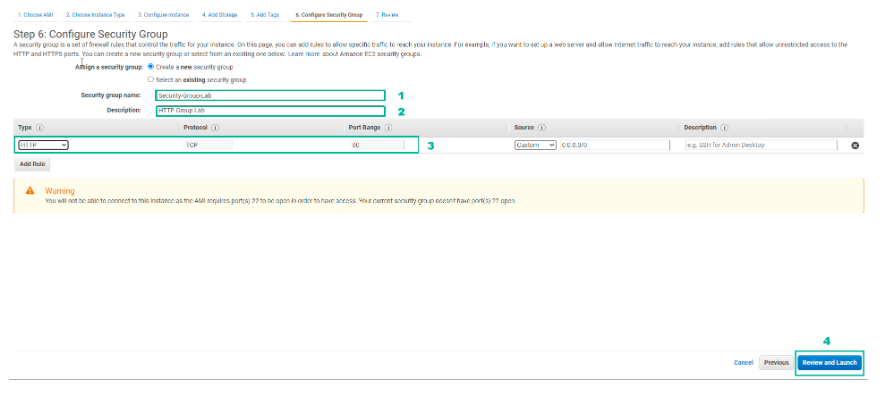 1. Choose AMI 2. Choose Instance Type 3. Configure Instance 4. Add Storage 5. Add Tags 6. Configure Security Group 7. Review
Step 6: Configure Security Group
A security group is a set of firewall rules that control the traffic for your instance. On this page, you can add rules to allow specific traffic to reach your instance. For example, if you want to set up a web server and allow Internet traffic to reach your instance, add rules that allow unrestricted access to the
HTTP and HTTPS ports. You can create a new security group or select from an existing one below. Learn more about Amazon EC2 security groups.
Assign a security group: Create a new security group
Select an existing security group
Security group name: Security-Group-Lab 1
Description: HTTP Group Lab 2
Type Protocol Port Range Source Description
HTTP TCP 80 3 Custom 0.0.0.0/0 e.g. SSH for Admin Desktop
Add Rule
Warning
You will not be able to connect to this instance as the AMI requires port(s) 22 to be open in order to have access. Your current security group doesn't have port(s) 22 open.
4
Cancel Previous Review and Launch